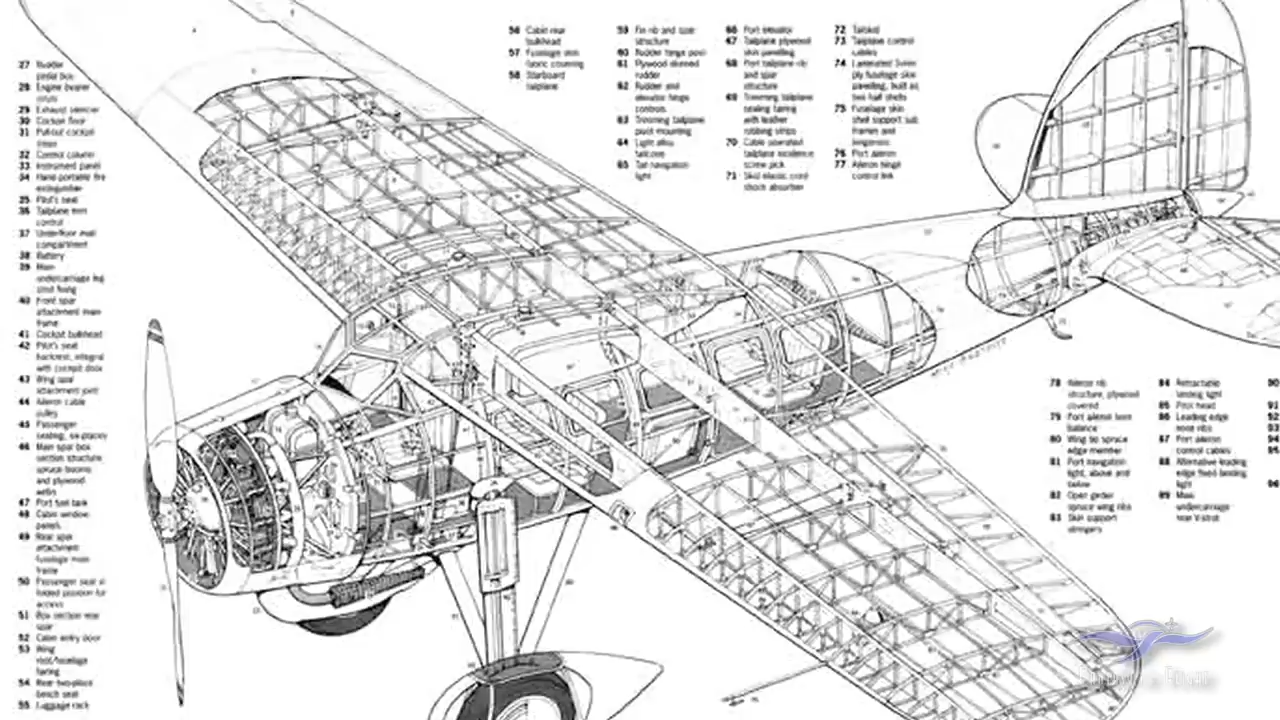 27 Rudder
pedal box
28 Engine bearer
struts
29 Exhaust silencer
30 Cockpit floor
31 Pull-out cockpit
steps
32 Control column
33 Instrument panel
34 Hand portable fire
extinguisher
35 Pilot's seat
36 Tailplane trim
control
37 Underfloor mail
compartment
38 Battery
39 Main
undercarriage leg
strut fixing
40 Front spar
attachment main
frame
41 Cockpit bulkhead
42 Pilot's seat
backrest, integral
with cockpit door
43 Wing spar
attachment joint
44 Aileron cable
pulley
45 Passenger
seating, six-places
46 Main spar box
section structure
spruce booms
and plywood
webs
47 Port fuel tank
48 Cabin window
panels
49 Rear spar
attachment
fuselage main
frame
50 Passenger seat in
folded position for
access
51 Box section rear
spar
52 Cabin entry door
53 Wing
root/fuselage
fairing
54 Rear two-place
bench seat
55 Luggage rack
56 Cabin rear
bulkhead
57 Fuselage skin
fabric covering
58 Starboard
tailplane
59 Fin rib and spar
structure
60 Rudder hinge post
61 Plywood skinned
rudder
62 Rudder and
elevator hinge
controls
63 Trimming tailplane
pivot mounting
64 Light alloy
tailcone
65 Tail navigation
light
66 Port elevator
67 Tailplane plywood
skin panelling
68 Port tailplane rib
and spar
structure
69 Trimming tailplane
sealing fairing
with leather
rubbing strips
70 Cable operated
tailplane incidence
screw jack
71 Skid elastic cord
shock absorber
72 Tailskid
73 Tailplane control
cables
74 Laminated 3mm
ply fuselage skin
panelling, built as
two half shells
75 Fuselage skin
shell support sub
frames and
longerons
76 Port aileron
77 Aileron hinge
control link
78 Aileron rib
structure, plywood
covered
79 Port aileron horn
balance
80 Wing tip spruce
edge member
81 Port navigation
light, above and
below
82 Open girder
spruce wing ribs
83 Skin support
stringers
84 Retractable
landing light
85 Pitot head
86 Leading edge
nose ribs
87 Port aileron
control cables
88 Alternative leading
edge fixed landing
light
89 Main
undercarriage
rear V-strut
90
91
92
93
94
95
96